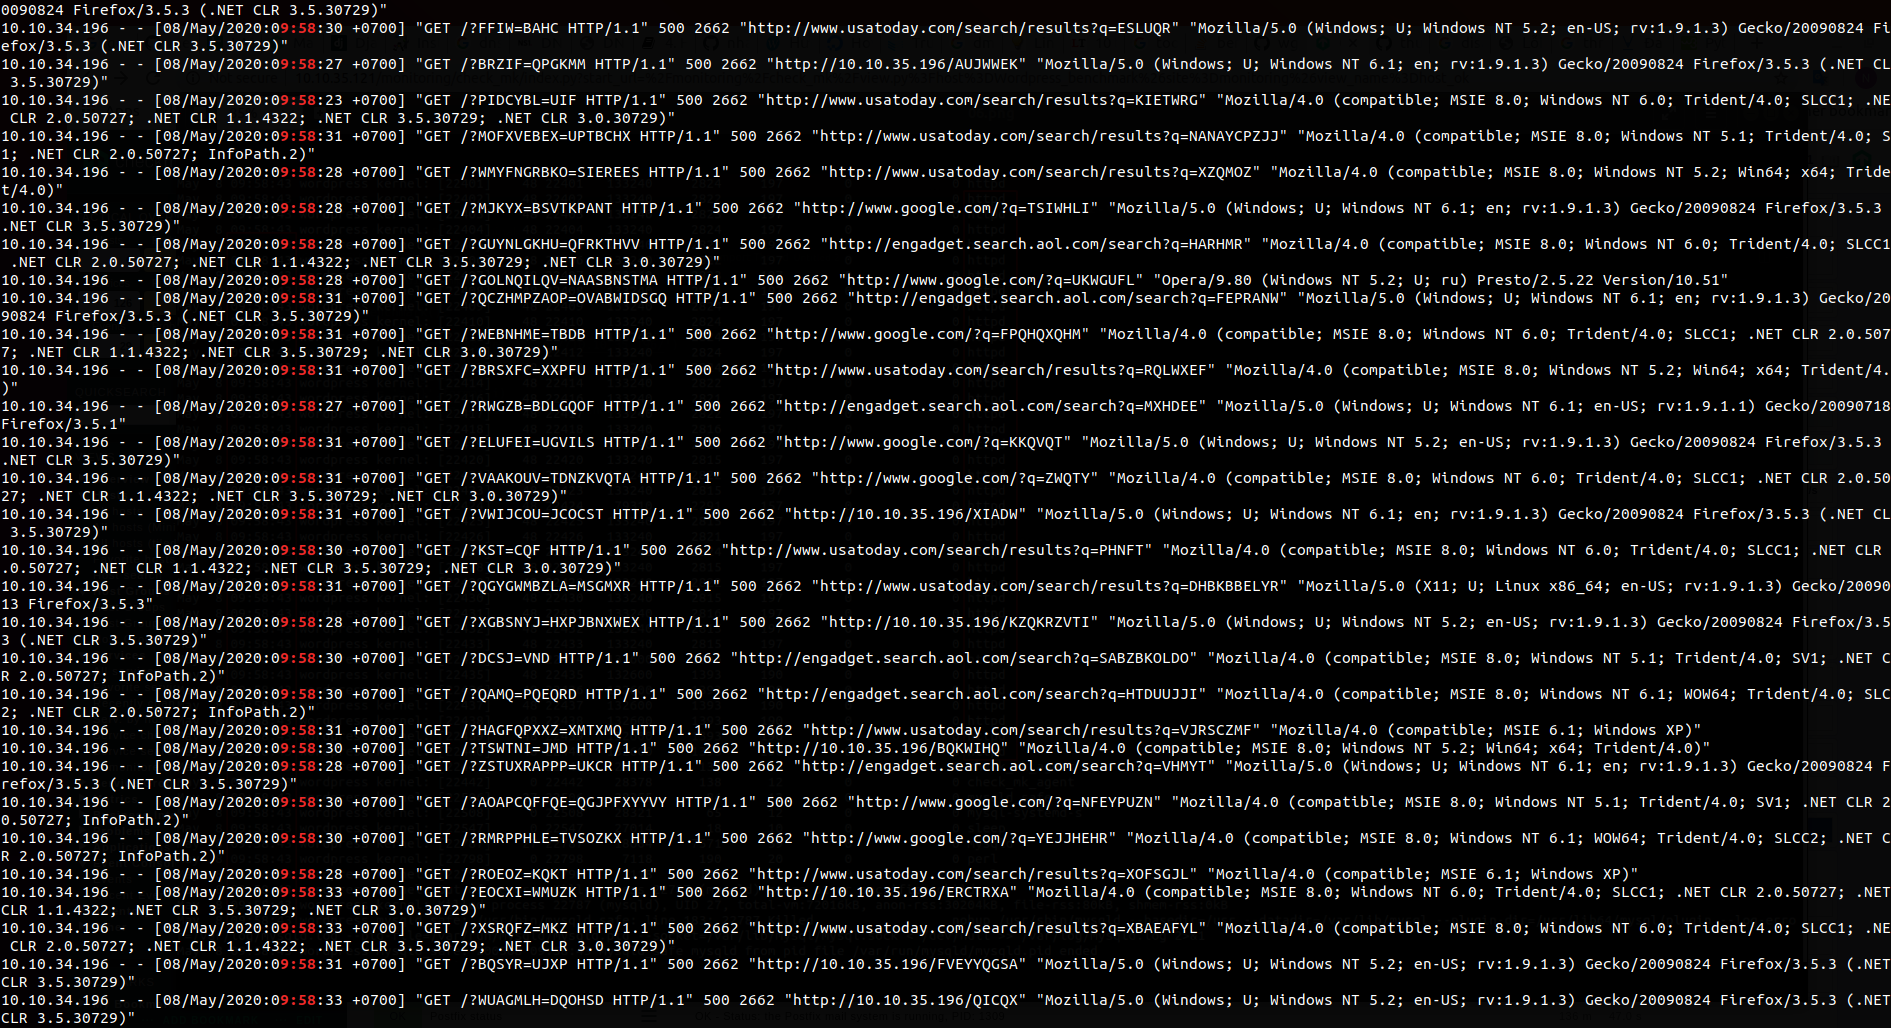 0090824 Firefox/3.5.3 (.NET CLR 3.5.30729)"
10.10.34.196 - - [08/May/2020:09:58:30 +0700] "GET /?FFIW=BAHC HTTP/1.1" 500 2662 "http://www.usatoday.com/search/results?q=ESLUQR" "Mozilla/5.0 (Windows; U; Windows NT 5.2; en-US; rv:1.9.1.3) Gecko/20090824 Fi
efox/3.5.3 (.NET CLR 3.5.30729)"
10.10.34.196 - - [08/May/2020:09:58:27 +0700] "GET /?BRZIF=QPGKMM HTTP/1.1" 500 2662 "http://10.10.35.196/AUJWWEK" "Mozilla/5.0 (Windows; U; Windows NT 6.1; en; rv:1.9.1.3) Gecko/20090824 Firefox/3.5.3 (.NET CL
 3.5.30729)"
10.10.34.196 - - [08/May/2020:09:58:23 +0700] "GET /?PIDCYBL=UIF HTTP/1.1" 500 2662 "http://www.usatoday.com/search/results?q=KIETWRG" "Mozilla/4.0 (compatible; MSIE 8.0; Windows NT 6.0; Trident/4.0; SLCC1; .NE
 CLR 2.0.50727; .NET CLR 1.1.4322; .NET CLR 3.5.30729; .NET CLR 3.0.30729)"
10.10.34.196 - - [08/May/2020:09:58:31 +0700] "GET /?MOFXVEBEX=UPTBCHX HTTP/1.1" 500 2662 "http://www.usatoday.com/search/results?q=NANAYCPZJJ" "Mozilla/4.0 (compatible; MSIE 8.0; Windows NT 5.1; Trident/4.0; S
1; .NET CLR 2.0.50727; InfoPath.2)"
10.10.34.196 - - [08/May/2020:09:58:28 +0700] "GET /?WMYFNGRBKO=SIEREES HTTP/1.1" 500 2662 "http://www.usatoday.com/search/results?q=XZQMOZ" "Mozilla/4.0 (compatible; MSIE 8.0; Windows NT 5.2; Win64; x64; Tride
t/4.0)"
10.10.34.196 - - [08/May/2020:09:58:28 +0700] "GET /?MJKYX=BSVTKPANT HTTP/1.1" 500 2662 "http://www.google.com/?q=TSIWHLI" "Mozilla/5.0 (Windows; U; Windows NT 6.1; en; rv:1.9.1.3) Gecko/20090824 Firefox/3.5.3
.NET CLR 3.5.30729)"
10.10.34.196 - - [08/May/2020:09:58:28 +0700] "GET /?GUYNLGKHU=QFRKTHVV HTTP/1.1" 500 2662 "http://engadget.search.aol.com/search?q=HARHMR" "Mozilla/4.0 (compatible; MSIE 8.0; Windows NT 6.0; Trident/4.0; SLCC1
 .NET CLR 2.0.50727; .NET CLR 1.1.4322; .NET CLR 3.5.30729; .NET CLR 3.0.30729)"
10.10.34.196 - - [08/May/2020:09:58:28 +0700] "GET /?GOLNQILQV=NAASBNSTMA HTTP/1.1" 500 2662 "http://www.google.com/?q=UKWGUFL" "Opera/9.80 (Windows NT 5.2; U; ru) Presto/2.5.22 Version/10.51"
10.10.34.196 - - [08/May/2020:09:58:31 +0700] "GET /?QCZHMPZAOP=OVABWIDSGQ HTTP/1.1" 500 2662 "http://engadget.search.aol.com/search?q=FEPRANW" "Mozilla/5.0 (Windows; U; Windows NT 6.1; en; rv:1.9.1.3) Gecko/20
90824 Firefox/3.5.3 (.NET CLR 3.5.30729)"
10.10.34.196 - - [08/May/2020:09:58:31 +0700] "GET /?WEBNHME=TBDB HTTP/1.1" 500 2662 "http://www.google.com/?q=FPQHQXQHM" "Mozilla/4.0 (compatible; MSIE 8.0; Windows NT 6.0; Trident/4.0; SLCC1; .NET CLR 2.0.507
7; .NET CLR 1.1.4322; .NET CLR 3.5.30729; .NET CLR 3.0.30729)"
10.10.34.196 - - [08/May/2020:09:58:31 +0700] "GET /?BRSXFC=XXPFU HTTP/1.1" 500 2662 "http://www.usatoday.com/search/results?q=RQLWXEF" "Mozilla/4.0 (compatible; MSIE 8.0; Windows NT 5.2; Win64; x64; Trident/4.
)"
10.10.34.196 - - [08/May/2020:09:58:27 +0700] "GET /?RWGZB=BDLGQOF HTTP/1.1" 500 2662 "http://engadget.search.aol.com/search?q=MXHDEE" "Mozilla/5.0 (Windows; U; Windows NT 6.1; en-US; rv:1.9.1.1) Gecko/20090718
Firefox/3.5.1"
10.10.34.196 - - [08/May/2020:09:58:31 +0700] "GET /?ELUFEI=UGVILS HTTP/1.1" 500 2662 "http://www.google.com/?q=KKQVQT" "Mozilla/5.0 (Windows; U; Windows NT 5.2; en-US; rv:1.9.1.3) Gecko/20090824 Firefox/3.5.3
.NET CLR 3.5.30729)"
10.10.34.196 - - [08/May/2020:09:58:31 +0700] "GET /?VAAKOUV=TDNZKVQTA HTTP/1.1" 500 2662 "http://www.google.com/?q=ZWQTY" "Mozilla/4.0 (compatible; MSIE 8.0; Windows NT 6.0; Trident/4.0; SLCC1; .NET CLR 2.0.50
27; .NET CLR 1.1.4322; .NET CLR 3.5.30729; .NET CLR 3.0.30729)"
10.10.34.196 - - [08/May/2020:09:58:31 +0700] "GET /?VWIJCOU=JCOCST HTTP/1.1" 500 2662 "http://10.10.35.196/XIADW" "Mozilla/5.0 (Windows; U; Windows NT 6.1; en; rv:1.9.1.3) Gecko/20090824 Firefox/3.5.3 (.NET CL
 3.5.30729)"
10.10.34.196 - - [08/May/2020:09:58:30 +0700] "GET /?KST=CQF HTTP/1.1" 500 2662 "http://www.usatoday.com/search/results?q=PHNFT" "Mozilla/4.0 (compatible; MSIE 8.0; Windows NT 6.0; Trident/4.0; SLCC1; .NET CLR
.0.50727; .NET CLR 1.1.4322; .NET CLR 3.5.30729; .NET CLR 3.0.30729)"
10.10.34.196 - - [08/May/2020:09:58:31 +0700] "GET /?QGYGWMBZLA=MSGMXR HTTP/1.1" 500 2662 "http://www.usatoday.com/search/results?q=DHBKBBELYR" "Mozilla/5.0 (X11; U; Linux x86_64; en-US; rv:1.9.1.3) Gecko/20090
13 Firefox/3.5.3"
10.10.34.196 - - [08/May/2020:09:58:28 +0700] "GET /?XGBSNYJ=HXPJBNXWEX HTTP/1.1" 500 2662 "http://10.10.35.196/KZQKRZVTI" "Mozilla/5.0 (Windows; U; Windows NT 5.2; en-US; rv:1.9.1.3) Gecko/20090824 Firefox/3.5
3 (.NET CLR 3.5.30729)"
10.10.34.196 - - [08/May/2020:09:58:30 +0700] "GET /?DCSJ=VND HTTP/1.1" 500 2662 "http://engadget.search.aol.com/search?q=SABZBKOLDO" "Mozilla/4.0 (compatible; MSIE 8.0; Windows NT 5.1; Trident/4.0; SV1; .NET C
R 2.0.50727; InfoPath.2)"
10.10.34.196 - - [08/May/2020:09:58:30 +0700] "GET /?QAMQ=PQEQRD HTTP/1.1" 500 2662 "http://engadget.search.aol.com/search?q=HTDUUJJI" "Mozilla/4.0 (compatible; MSIE 8.0; Windows NT 6.1; WOW64; Trident/4.0; SLC
2; .NET CLR 2.0.50727; InfoPath.2)"
10.10.34.196 - - [08/May/2020:09:58:31 +0700] "GET /?HAGFQPXXZ=XMTXMQ HTTP/1.1" 500 2662 "http://www.usatoday.com/search/results?q=VJRSCZMF" "Mozilla/4.0 (compatible; MSIE 6.1; Windows XP)"
10.10.34.196 - - [08/May/2020:09:58:30 +0700] "GET /?TSWTNI=JMD HTTP/1.1" 500 2662 "http://10.10.35.196/BQKWIHQ" "Mozilla/4.0 (compatible; MSIE 8.0; Windows NT 5.2; Win64; x64; Trident/4.0)"
10.10.34.196 - - [08/May/2020:09:58:28 +0700] "GET /?ZSTUXRAPPP=UKCR HTTP/1.1" 500 2662 "http://engadget.search.aol.com/search?q=VHMYT" "Mozilla/5.0 (Windows; U; Windows NT 6.1; en; rv:1.9.1.3) Gecko/20090824 F
refox/3.5.3 (.NET CLR 3.5.30729)"
10.10.34.196 - - [08/May/2020:09:58:30 +0700] "GET /?AOAPCQFFQE=QGJPFXYYVY HTTP/1.1" 500 2662 "http://www.google.com/?q=NFEYPUZN" "Mozilla/4.0 (compatible; MSIE 8.0; Windows NT 5.1; Trident/4.0; SV1; .NET CLR 2
0.50727; InfoPath.2)"
10.10.34.196 - - [08/May/2020:09:58:30 +0700] "GET /?RMRPPHLE=TVSOZKX HTTP/1.1" 500 2662 "http://www.google.com/?q=YEJJHEHR" "Mozilla/4.0 (compatible; MSIE 8.0; Windows NT 6.1; WOW64; Trident/4.0; SLCC2; .NET C
R 2.0.50727; InfoPath.2)"
10.10.34.196 - - [08/May/2020:09:58:28 +0700] "GET /?ROEOZ=KQKT HTTP/1.1" 500 2662 "http://www.usatoday.com/search/results?q=XOFSGJL" "Mozilla/4.0 (compatible; MSIE 6.1; Windows XP)"
10.10.34.196 - - [08/May/2020:09:58:33 +0700] "GET /?EOCXI=WMUZK HTTP/1.1" 500 2662 "http://10.10.35.196/ERCTRXA" "Mozilla/4.0 (compatible; MSIE 8.0; Windows NT 6.0; Trident/4.0; SLCC1; .NET CLR 2.0.50727; .NET
CLR 1.1.4322; .NET CLR 3.5.30729; .NET CLR 3.0.30729)"
10.10.34.196 - - [08/May/2020:09:58:33 +0700] "GET /?XSRQFZ=MKZ HTTP/1.1" 500 2662 "http://www.usatoday.com/search/results?q=XBAEAFYL" "Mozilla/4.0 (compatible; MSIE 8.0; Windows NT 6.0; Trident/4.0; SLCC1; .NE
 CLR 2.0.50727; .NET CLR 1.1.4322; .NET CLR 3.5.30729; .NET CLR 3.0.30729)"
10.10.34.196 - - [08/May/2020:09:58:31 +0700] "GET /?BQSYR=UJXP HTTP/1.1" 500 2662 "http://10.10.35.196/FVEYYQGSA" "Mozilla/5.0 (Windows; U; Windows NT 5.2; en-US; rv:1.9.1.3) Gecko/20090824 Firefox/3.5.3 (.NET
CLR 3.5.30729)"
10.10.34.196 - - [08/May/2020:09:58:33 +0700] "GET /?WUAGMLH=DQOHSD HTTP/1.1" 500 2662 "http://10.10.35.196/QICQX" "Mozilla/5.0 (Windows; U; Windows NT 5.2; en-US; rv:1.9.1.3) Gecko/20090824 Firefox/3.5.3 (.NET
CLR 3.5.30729)"